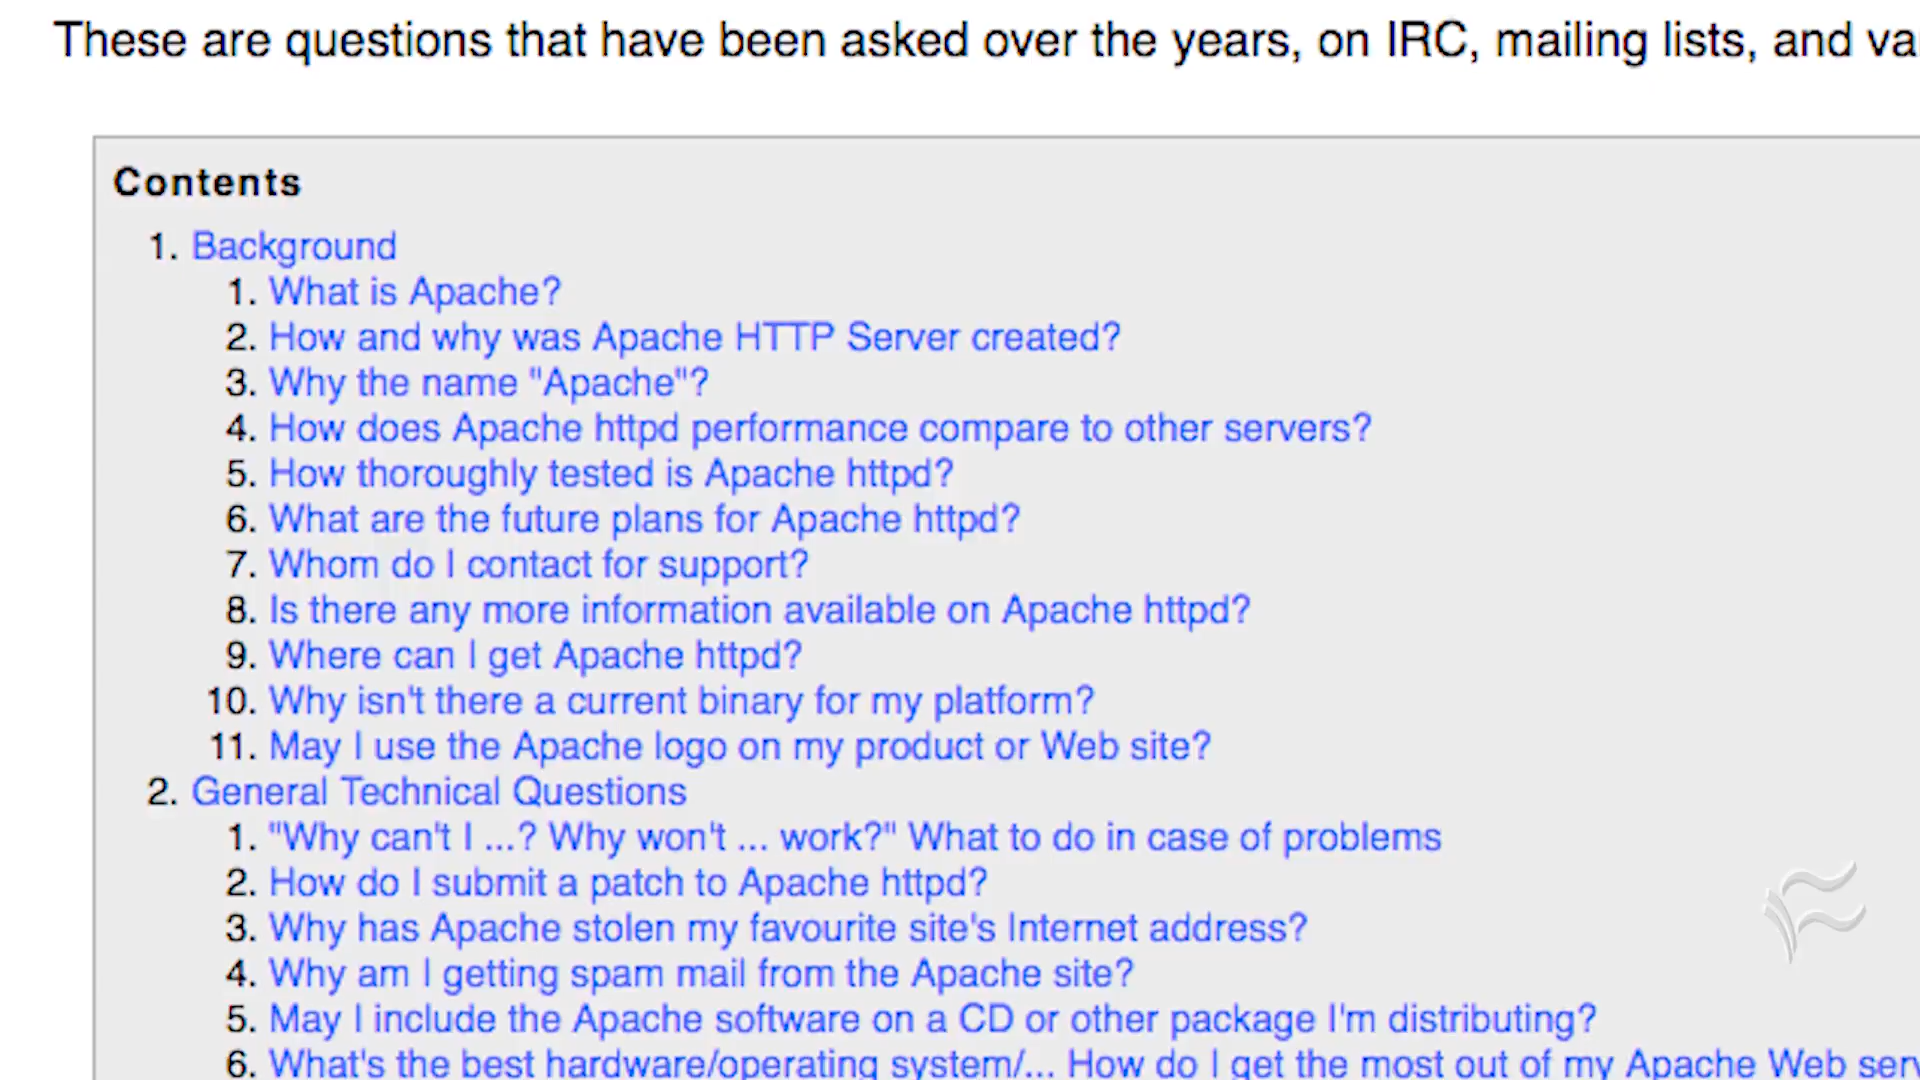 These are questions that have been asked over the years, on IRC, mailing lists, and
Contents
1. Background
1. What is Apache?
2. How and why was Apache HTTP Server created?
3. Why the name "Apache"?
4. How does Apache httpd performance compare to other servers?
5. How thoroughly tested is Apache httpd?
6. What are the future plans for Apache httpd?
7. Whom do I contact for support?
8. Is there any more information available on Apache httpd?
9. Where can I get Apache httpd?
10. Why isn't there a current binary for my platform?
11. May I use the Apache logo on my product or Web site?
2. General Technical Questions
1. "Why can't I ...? Why won't ... work?" What to do in case of problems
2. How do I submit a patch to Apache httpd?
3. Why has Apache stolen my favourite site's Internet address?
4. Why am I getting spam mail from the Apache site?
5. May I include the Apache software on a CD or other package I'm distributing?
6. What's the best hardware/operating system/... How do I get the most out of my Apache Web